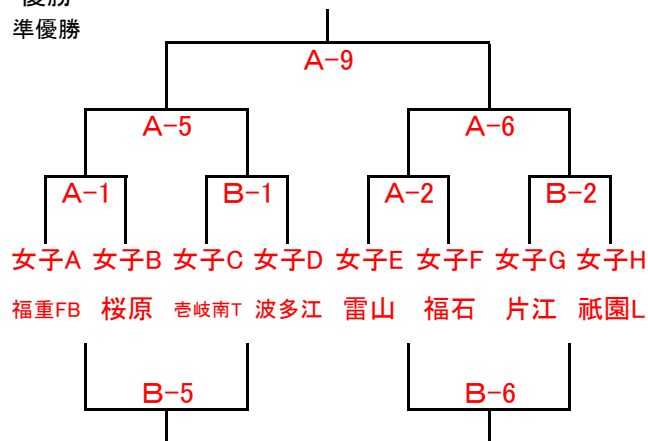 優勝
準優勝
A-9
A-5 A-6
A-1 B-1 A-2 B-2
女子A 女子B 女子C 女子D 女子E 女子F 女子G 女子H
福重FB 桜原 壱岐南T 波多江 雷山 福石 片江 祇園L
B-5 B-6